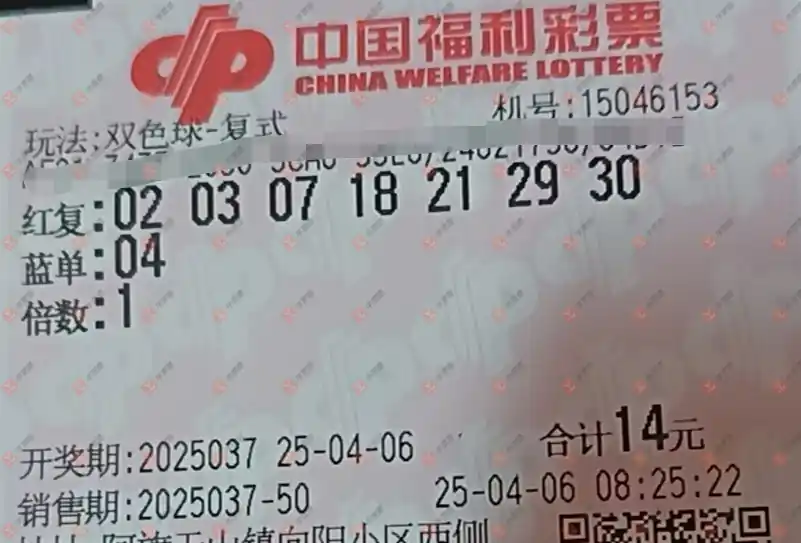 中国福利彩票
CHINA WELFARE LOTTERY
机号:15046153
玩法:双色球-复式
红复:02 03 07 18 21 29 30
蓝单:04
倍数:1
合计14元
开奖期:2025037 25-04-06
销售期:2025037-50 25-04-06 08:25:22